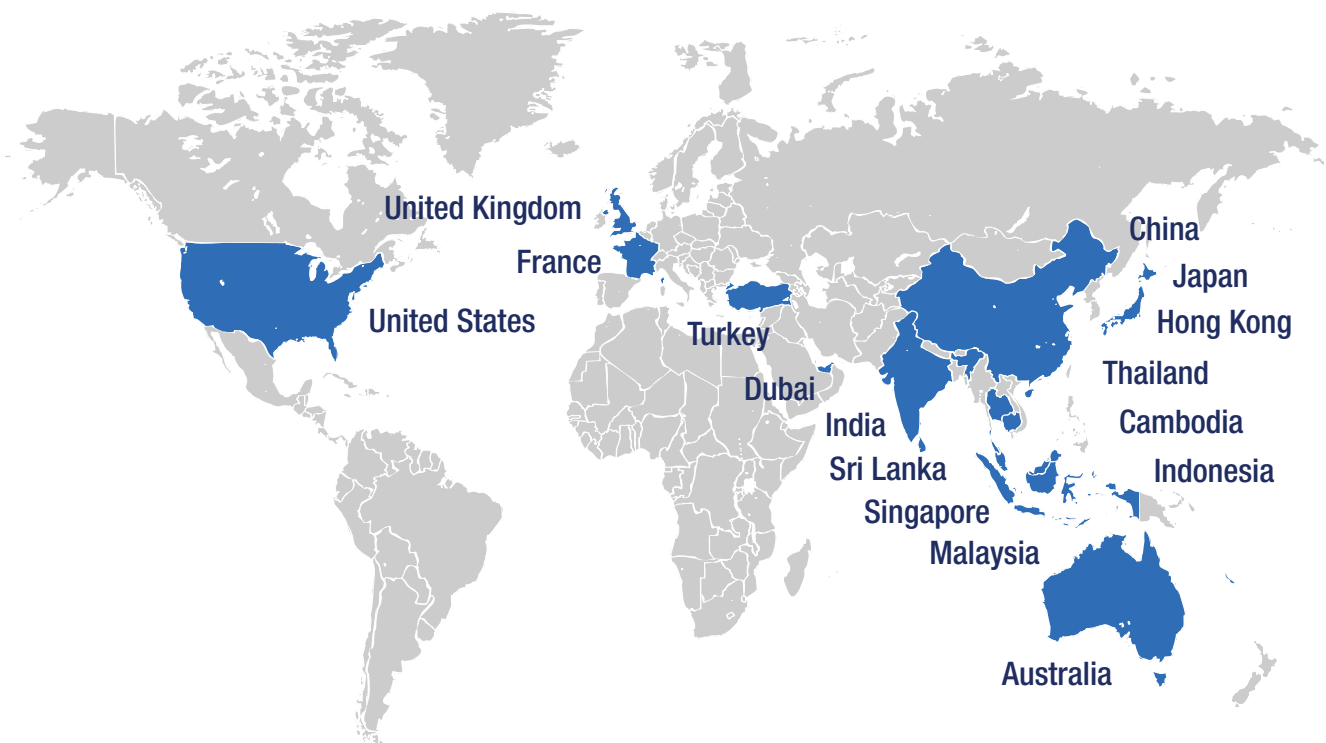 United Kingdom
France
United States
Turkey
Dubai
India
Sri Lanka
Singapore
Malaysia
China
Japan
Hong Kong
Thailand
Cambodia
Indonesia
Australia